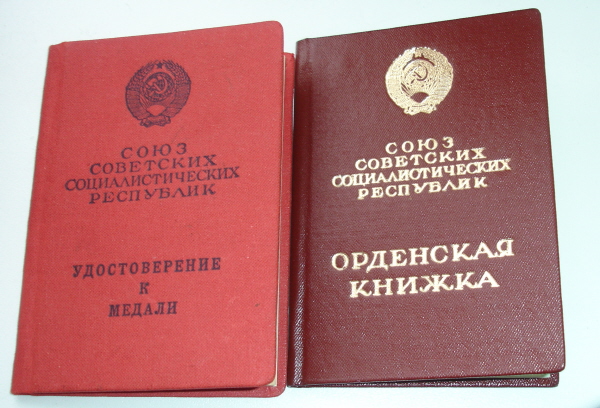 СОЮЗ
СОВЕТСКИХ
СОЦИАЛИСТИЧЕСКИХ
РЕСПУБЛИК
УДОСТОВЕРЕНИЕ
К
МЕДАЛИ
СОЮЗ
СОВЕТСКИХ
СОЦИАЛИСТИЧЕСКИХ
РЕСПУБЛИК
ОРДЕНСКАЯ
КНИЖКА